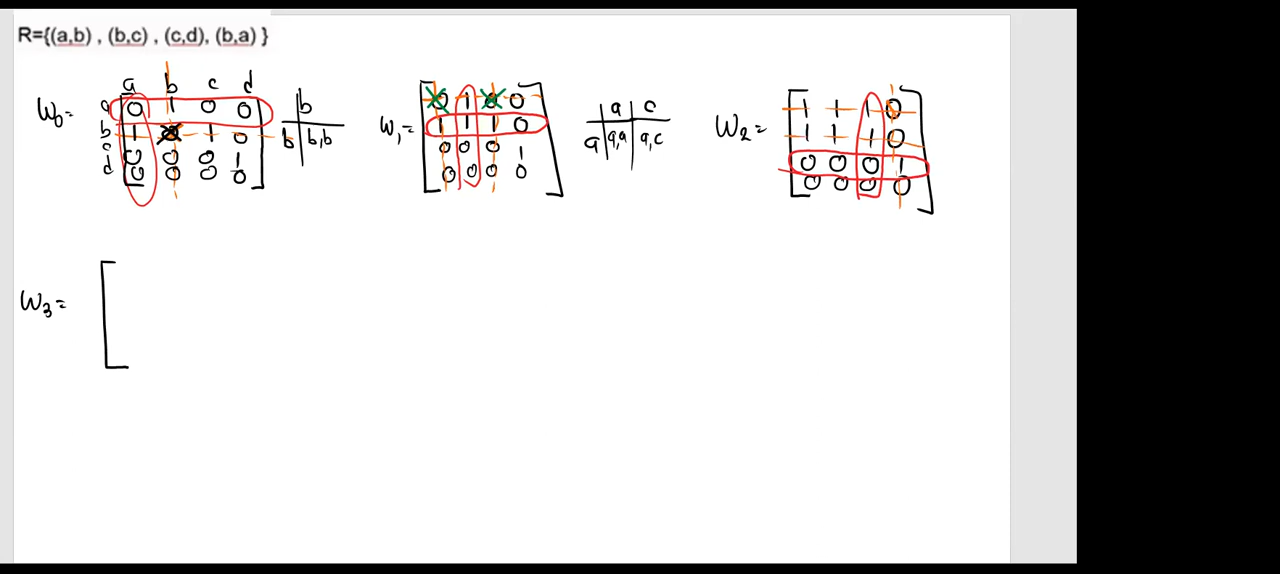 R={(a,b) , (b,c) , (c,d), (b,a) }
a b c d
W0= a 0 1 0 0
b 1 0 1 0
c 0 0 0 1
d 0 0 0 0
b
b b,b
W1= 0 1 0 0
1 1 1 0
0 0 0 1
0 0 0 0
a c
a a,a a,c
W2= 1 1 1 0
1 1 1 0
0 0 0 1
0 0 0 0
W3=